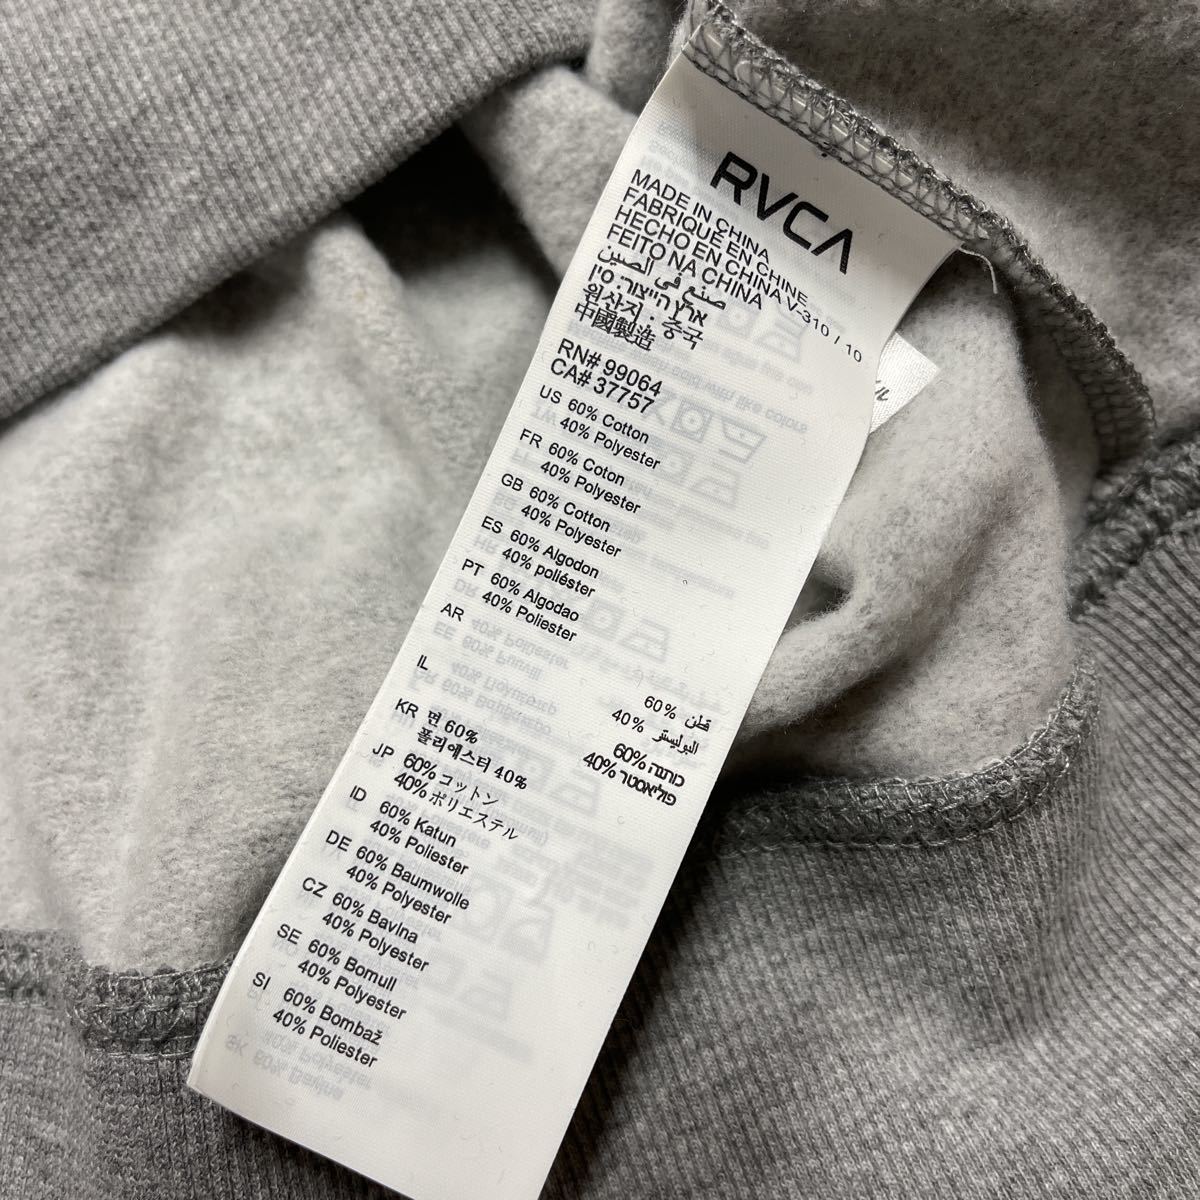 RVCA
MADE IN CHINA
FABRIQUÉ EN CHINE
HECHO EN CHINA V-310 / 10
FEITO NA CHINA
صنع في الصين
ארץ הייצור: סין
원산지 . 중국
中國製造
RN# 99064
CA# 37757
US 60% Cotton
40% Polyester
FR 60% Coton
40% Polyester
GB 60% Cotton
40% Polyester
ES 60% Algodon
40% poliéster
PT 60% Algodao
40% Poliester
AR
قطن 60%
البوليستر 40%
IL
כותנה 60%
פוליאסטר 40%
KR 면 60%
폴리에스터 40%
JP 60% コットン
40% ポリエステル
ID 60% Katun
40% Poliester
DE 60% Baumwolle
40% Polyester
CZ 60% Bavlna
40% Polyester
SE 60% Bomull
40% Polyester
SI 60% Bombaž
40% Poliester